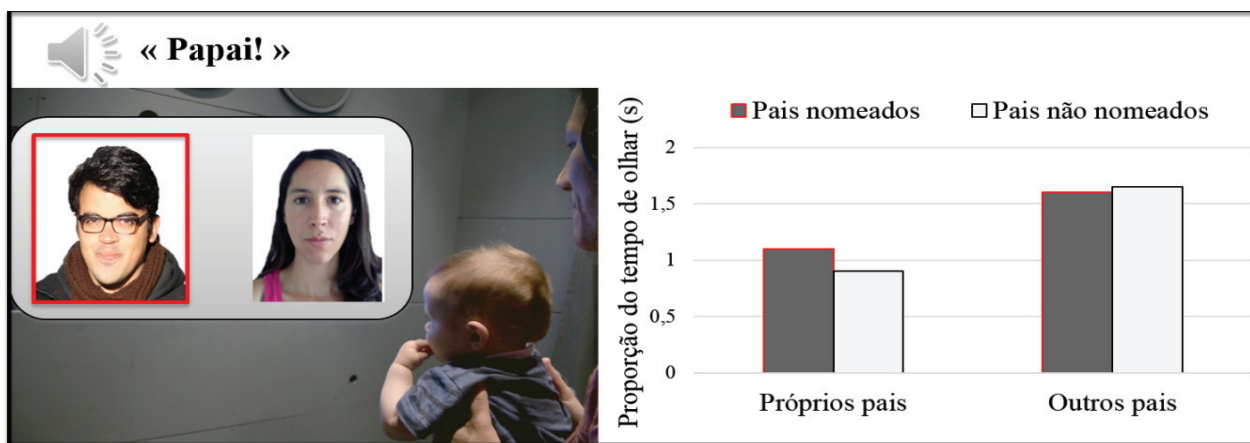 « Papai! »
Proporção do tempo de olhar (s)
Pais nomeados Pais não nomeados
2
1,5
1
0,5
0
Próprios pais Outros pais